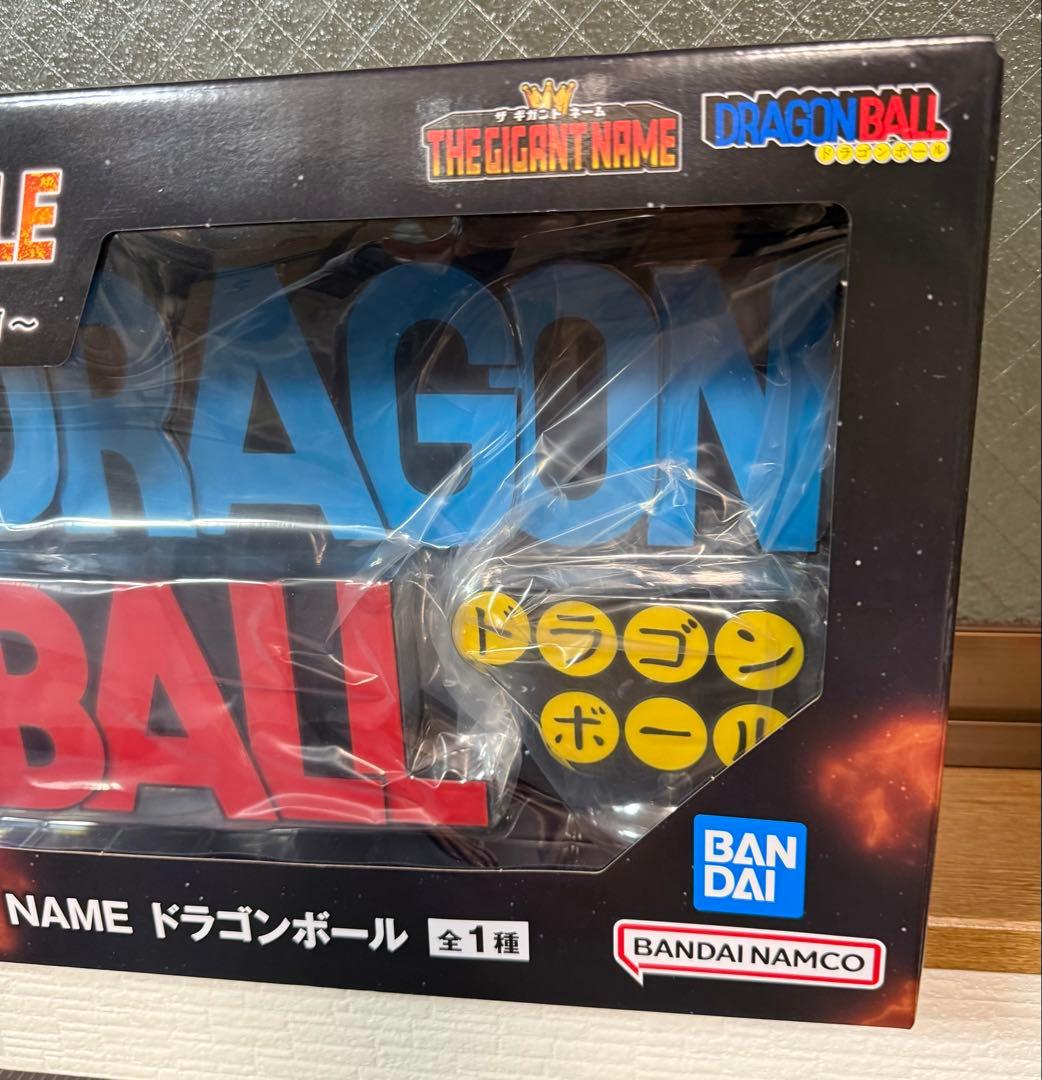 ザ ギガント ネーム
THE GIGANT NAME
DRAGON BALL
ドラゴンボール
LE
~
DRAGON
BALL
ドラゴン
ボール
BAN
DAI
NAME ドラゴンボール 全1種
BANDAI NAMCO